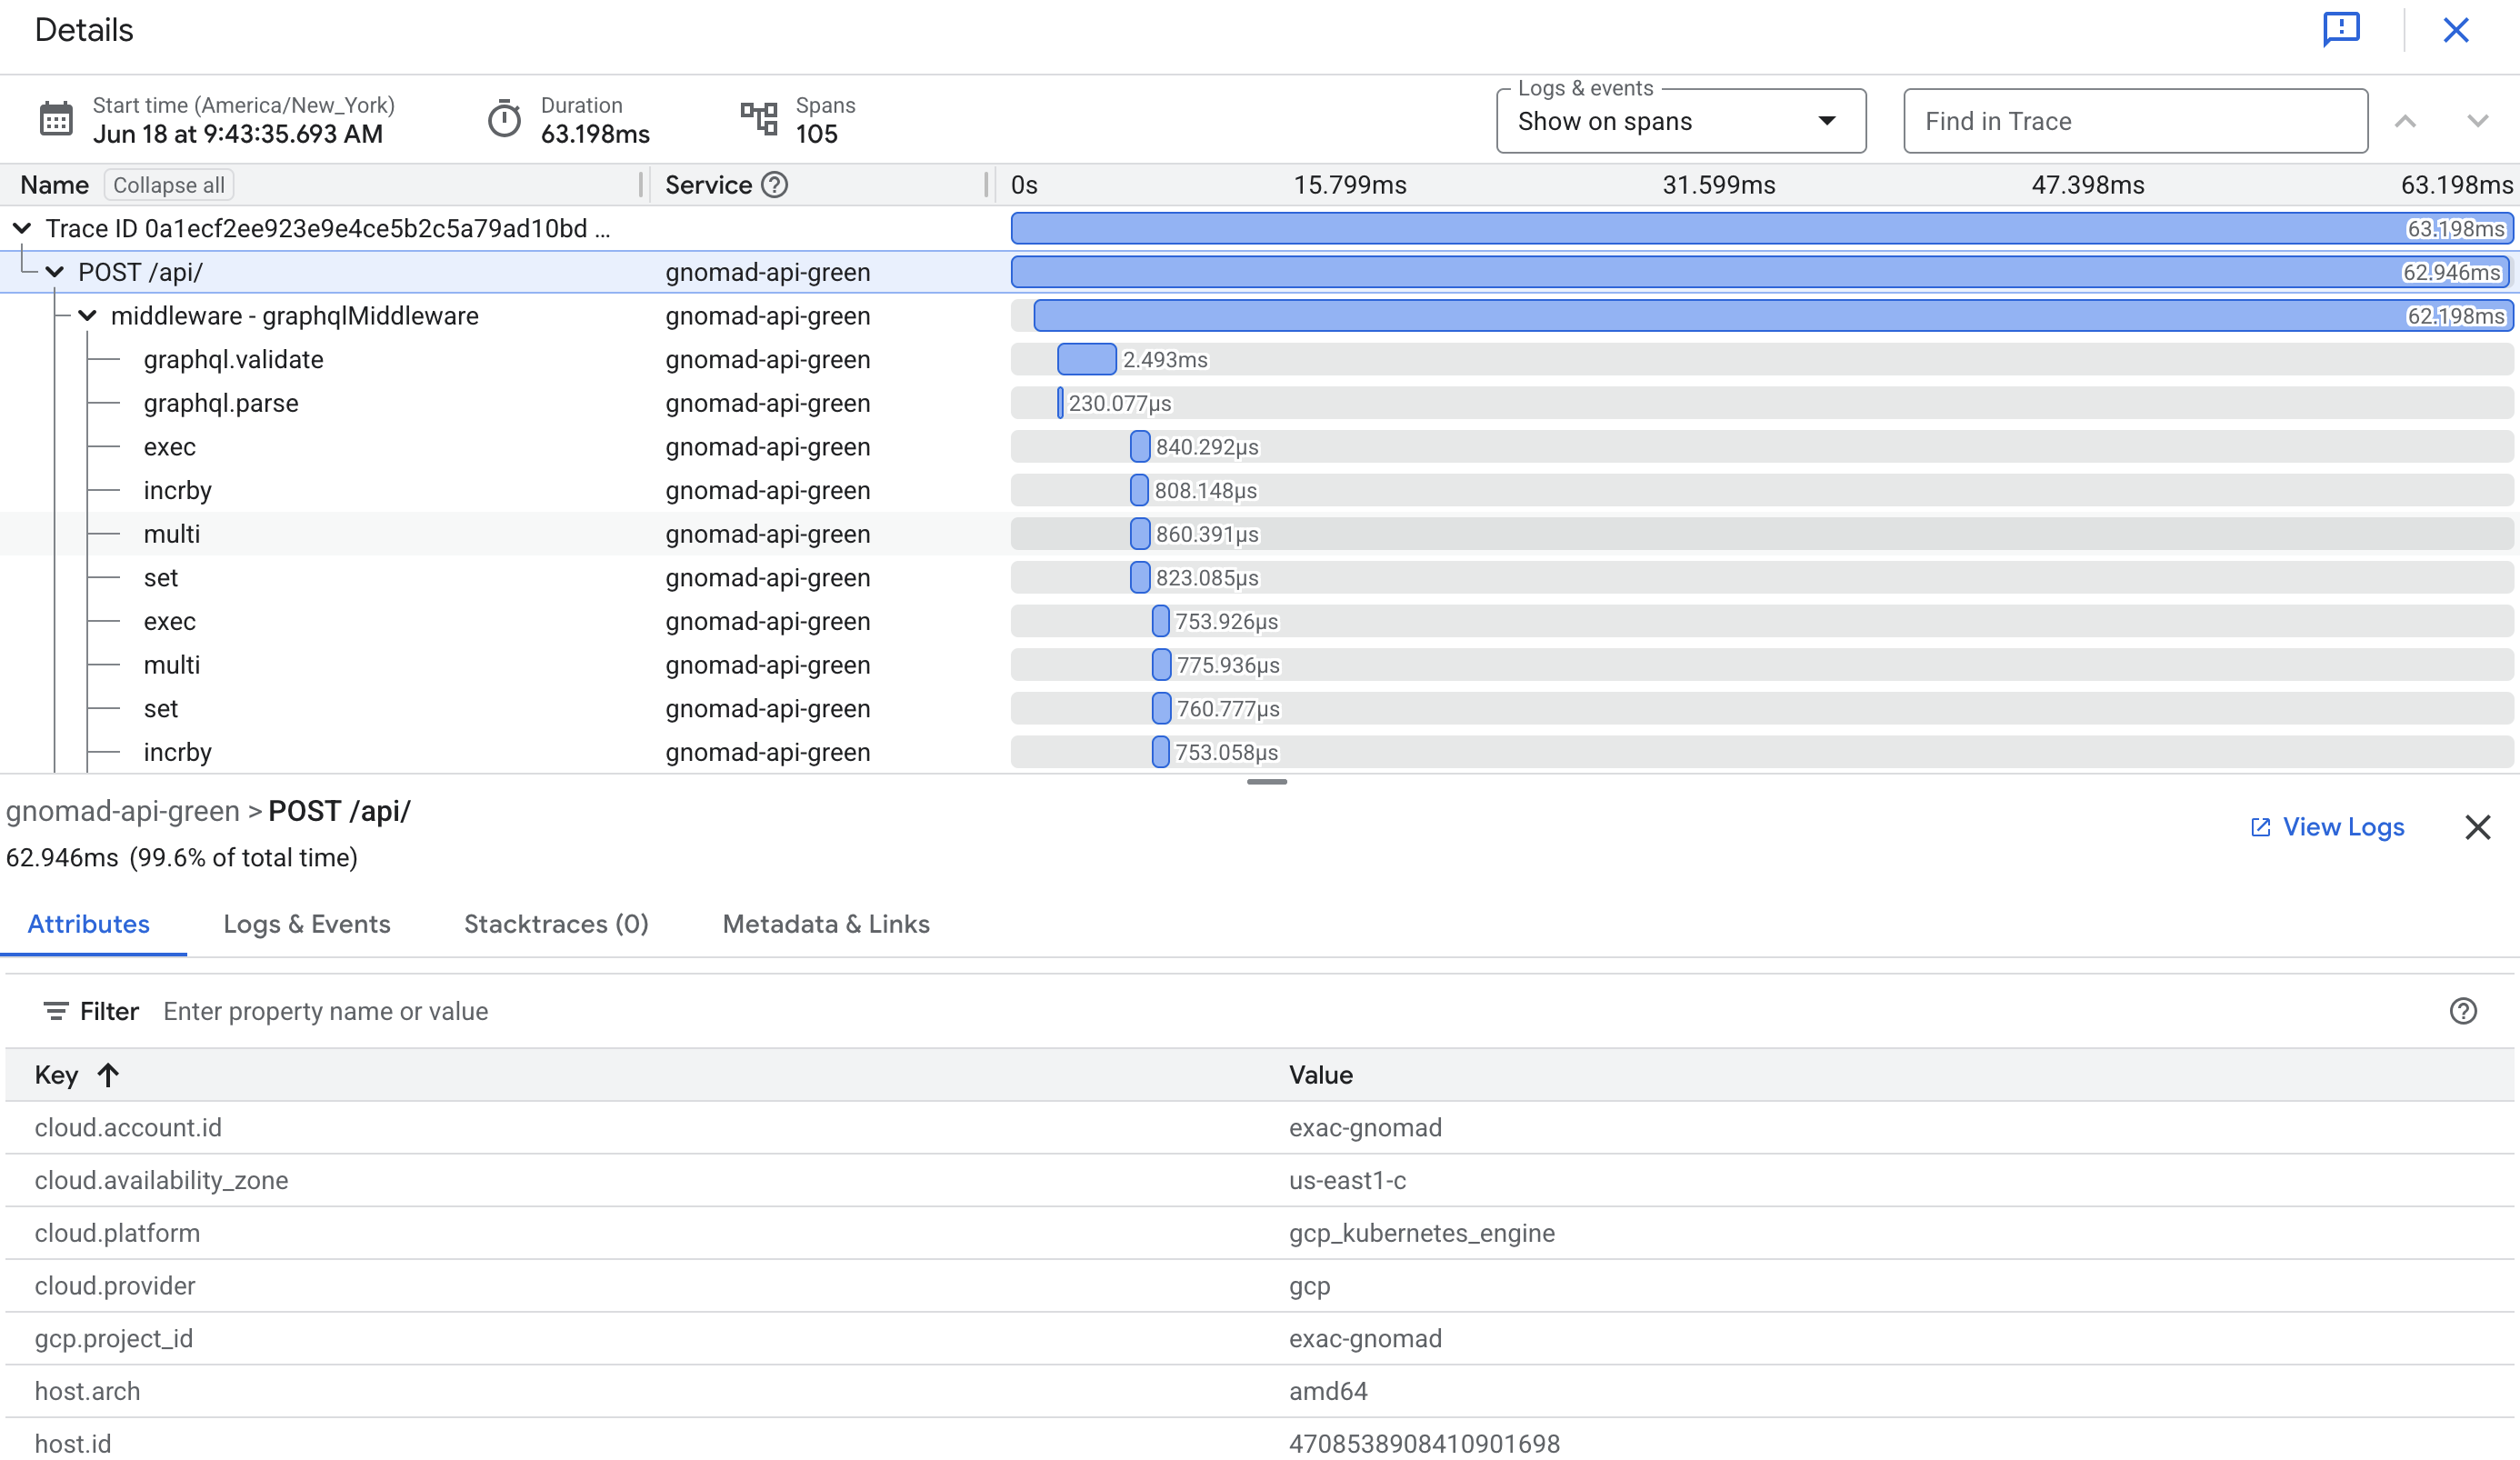 Details
Start time (America/New_York)
Jun 18 at 9:43:35.693 AM
Duration
63.198ms
Spans
105
Logs & events
Show on spans
Find in Trace
Name Collapse all Service 0s 15.799ms 31.599ms 47.398ms 63.198ms
Trace ID 0a1ecf2ee923e9e4ce5b2c5a79ad10bd ... 63.198ms
POST /api/ gnomad-api-green 62.946ms
middleware - graphqlMiddleware gnomad-api-green 62.198ms
graphql.validate gnomad-api-green 2.493ms
graphql.parse gnomad-api-green 230.077µs
exec gnomad-api-green 840.292µs
incrby gnomad-api-green 808.148µs
multi gnomad-api-green 860.391µs
set gnomad-api-green 823.085µs
exec gnomad-api-green 753.926µs
multi gnomad-api-green 775.936µs
set gnomad-api-green 760.777µs
incrby gnomad-api-green 753.058µs
gnomad-api-green > POST /api/
View Logs
62.946ms (99.6% of total time)
Attributes Logs & Events Stacktraces (0) Metadata & Links
Filter Enter property name or value
Key Value
cloud.account.id exac-gnomad
cloud.availability_zone us-east1-c
cloud.platform gcp_kubernetes_engine
cloud.provider gcp
gcp.project_id exac-gnomad
host.arch amd64
host.id 4708538908410901698